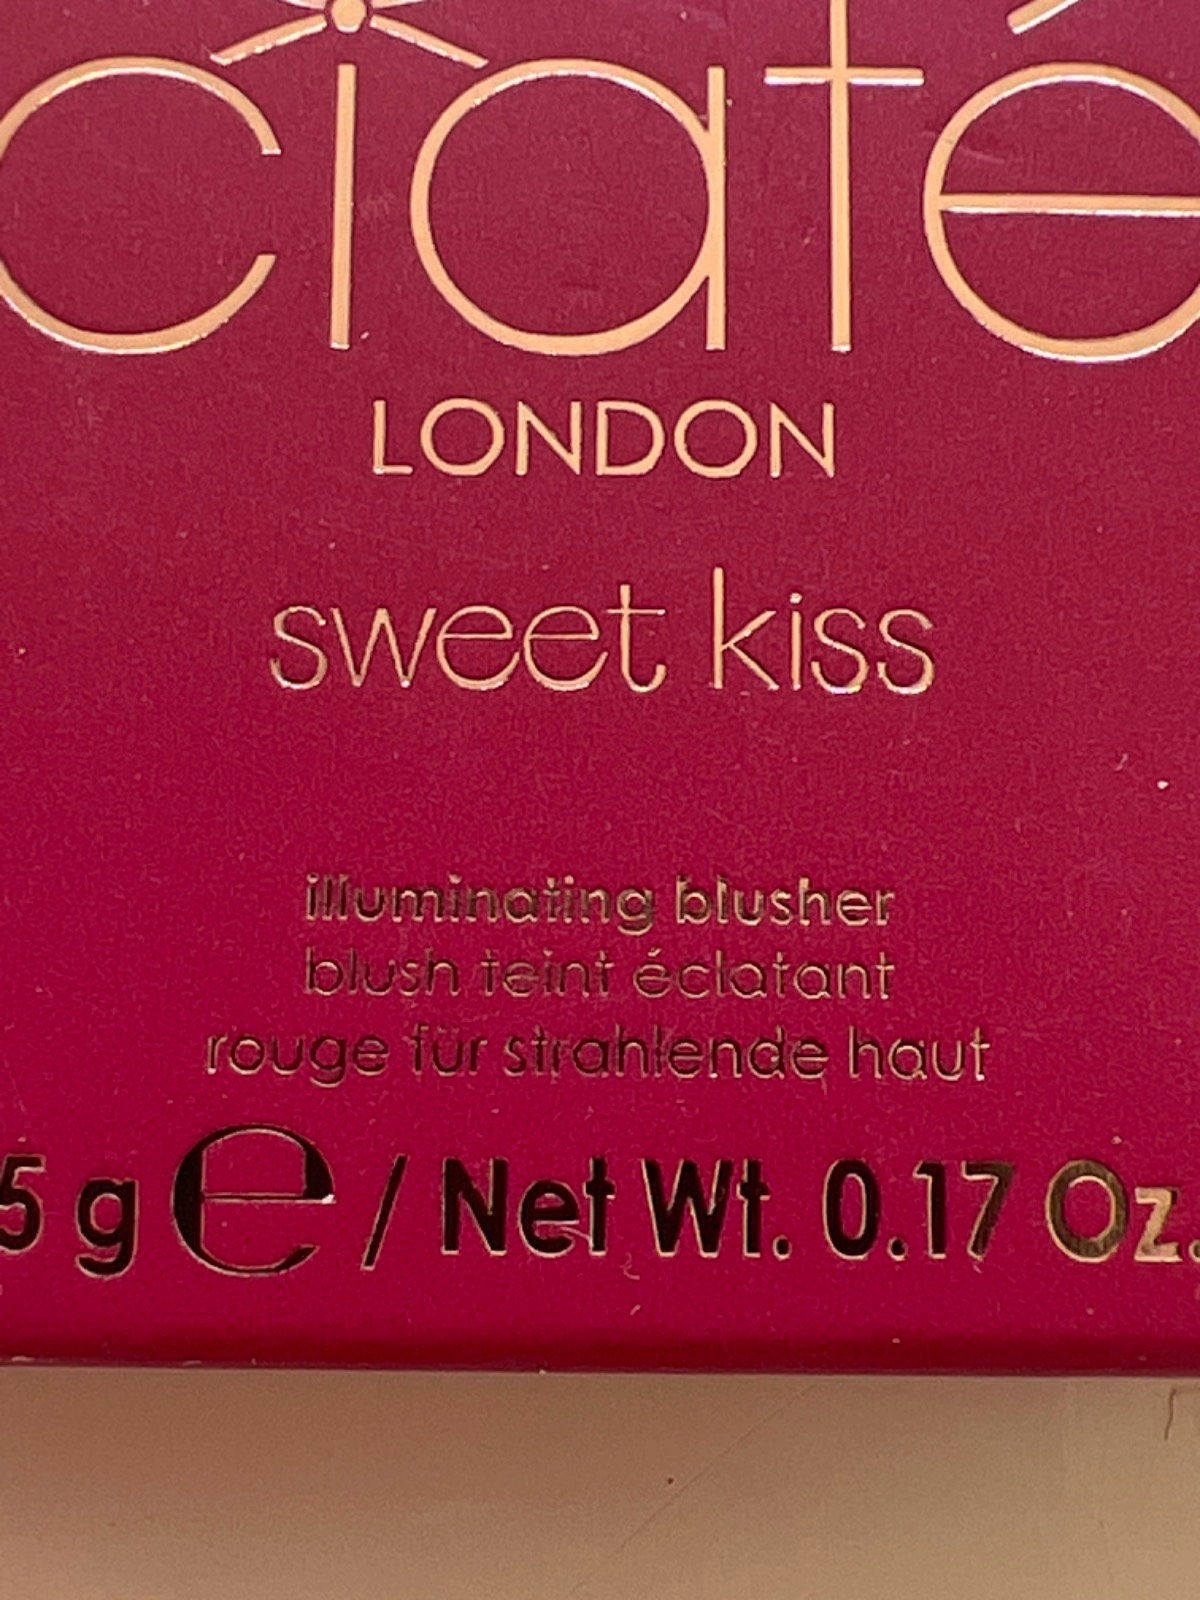 ciaté
LONDON
sweet kiss
illuminating blusher
blush teint éclatant
rouge für strahlende haut
5 g e / Net Wt. 0.17 Oz.